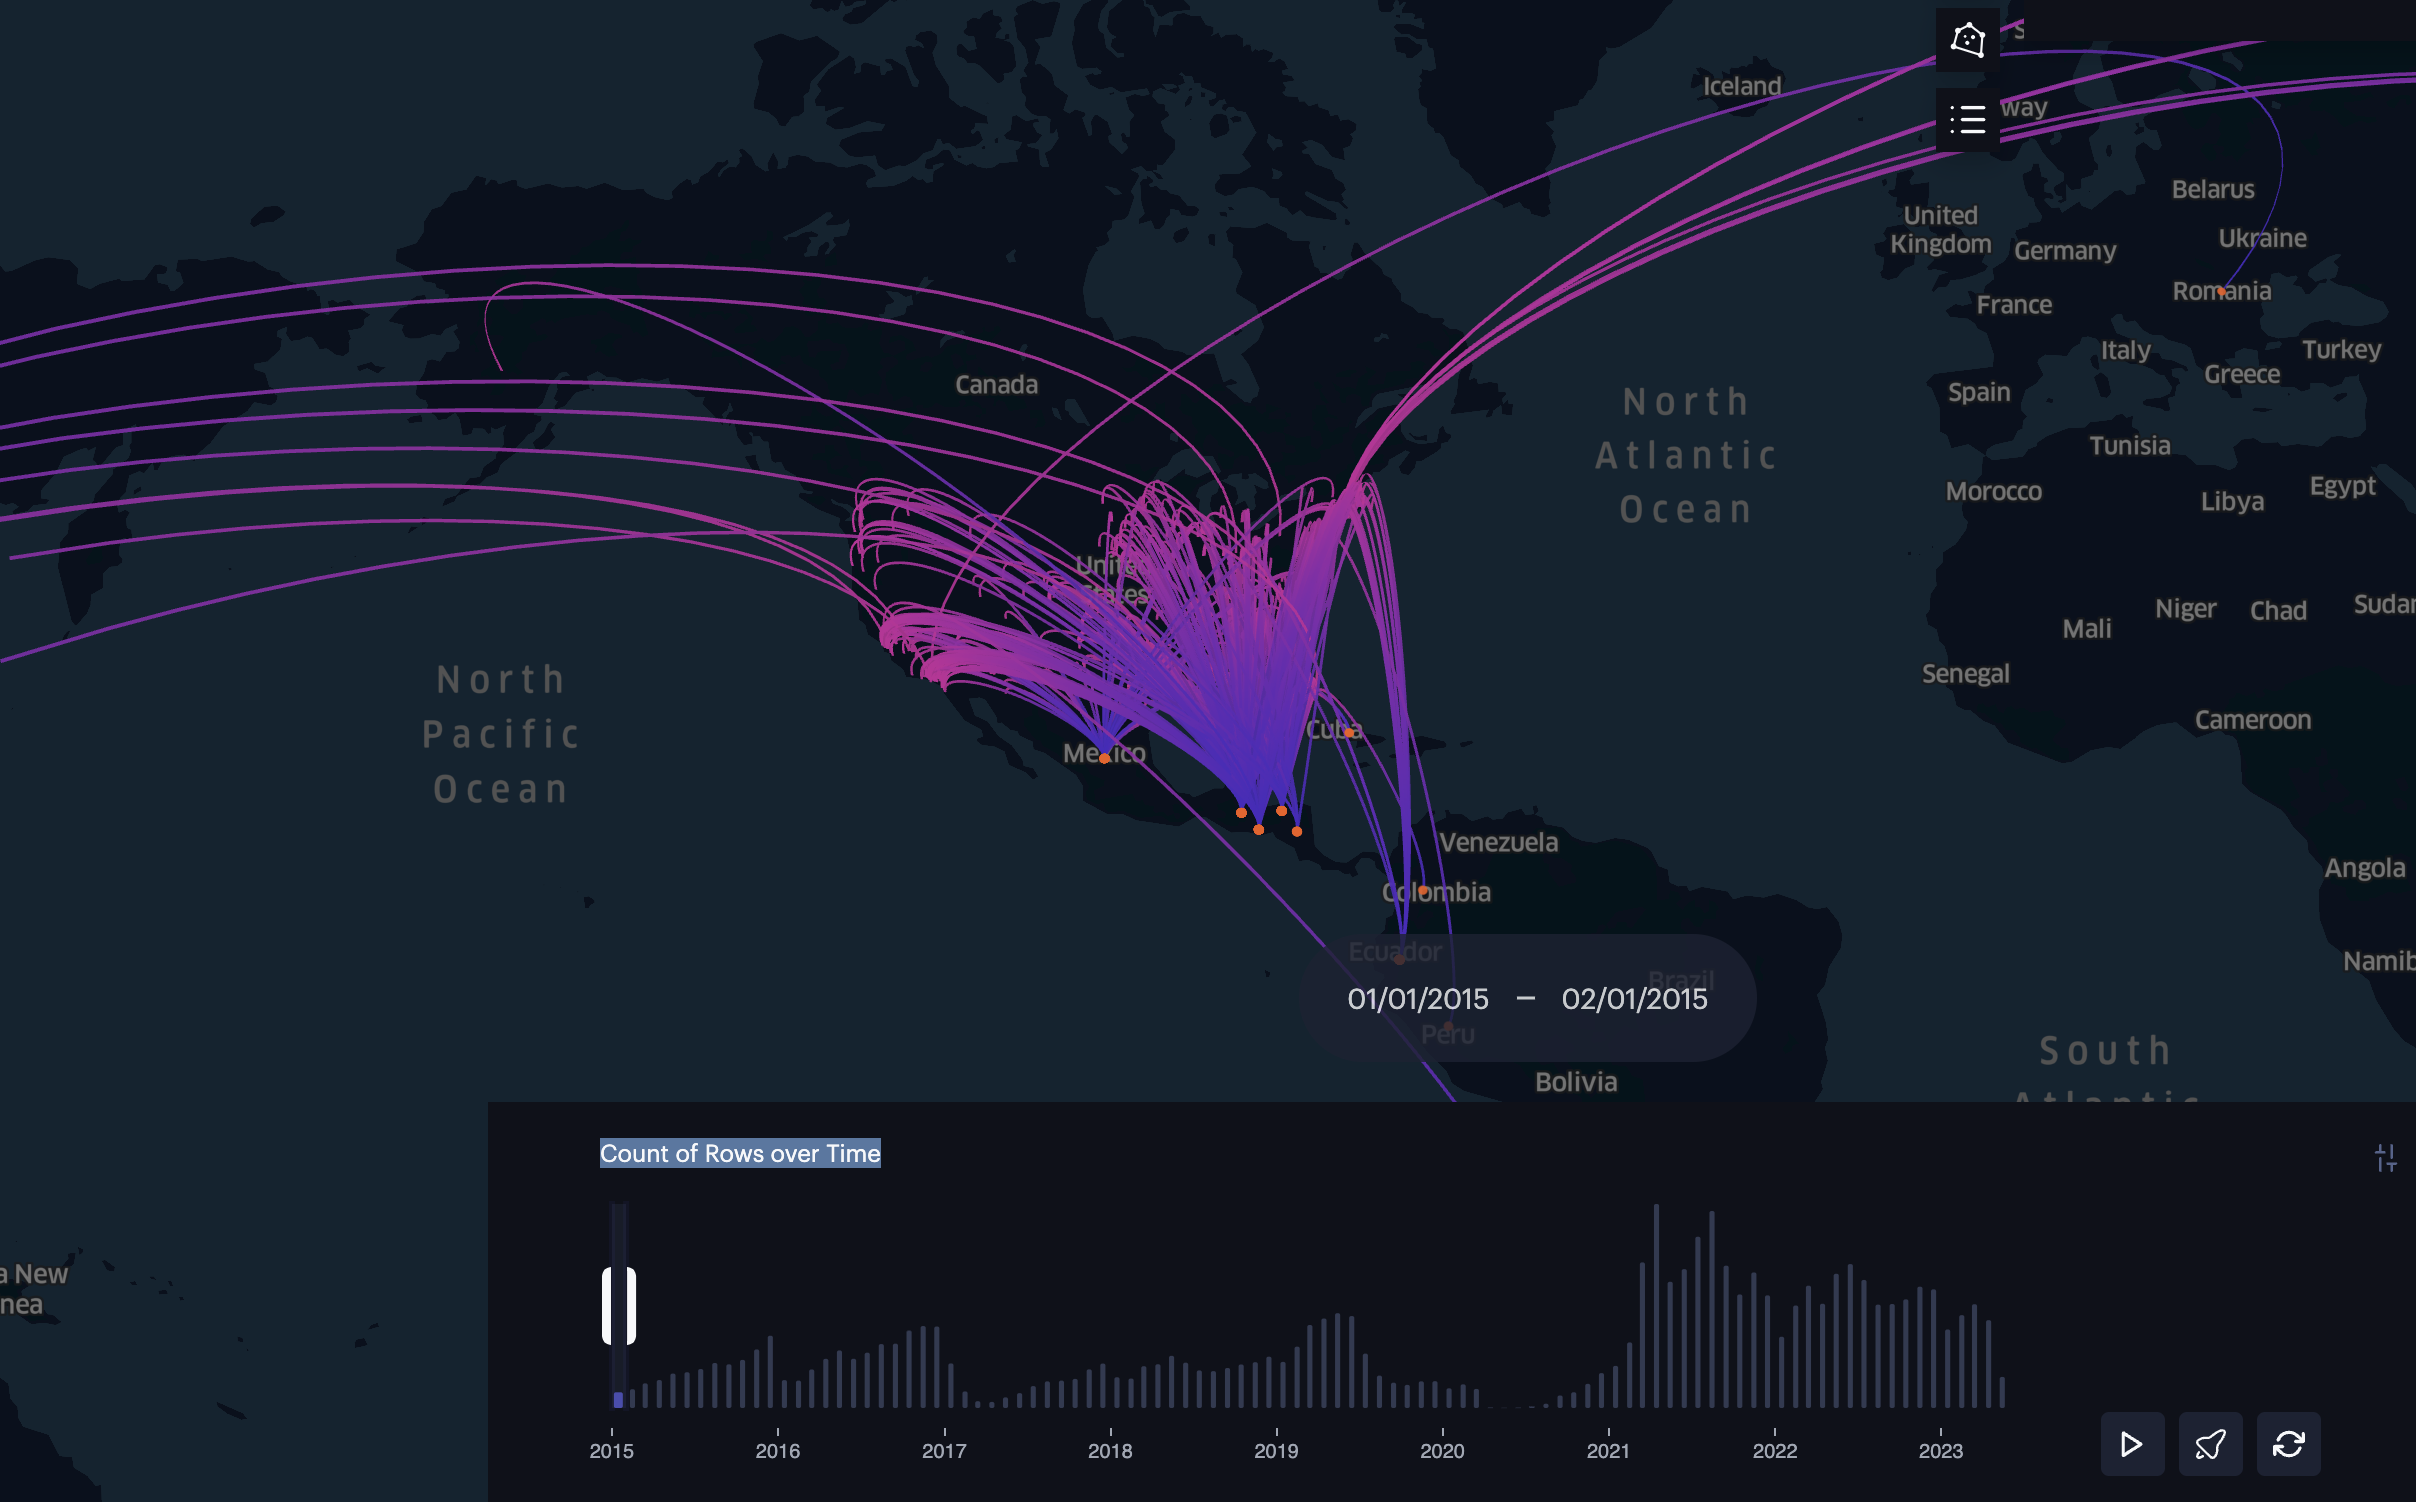 S
Iceland
way
Belarus
United
Kingdom
Germany
Ukraine
Romania
France
Italy
Turkey
Greece
Canada
Spain
North
Atlantic
Ocean
Tunisia
Morocco
Libya
Egypt
United
States
Mali
Niger
Chad
Sudan
Senegal
North
Pacific
Ocean
Cameroon
Cuba
Mexico
Venezuela
Colombia
Angola
Ecuador
Brazil
Namib
01/01/2015 – 02/01/2015
Peru
South
Atlantic
Bolivia
Count of Rows over Time
a New
nea
2015 2016 2017 2018 2019 2020 2021 2022 2023